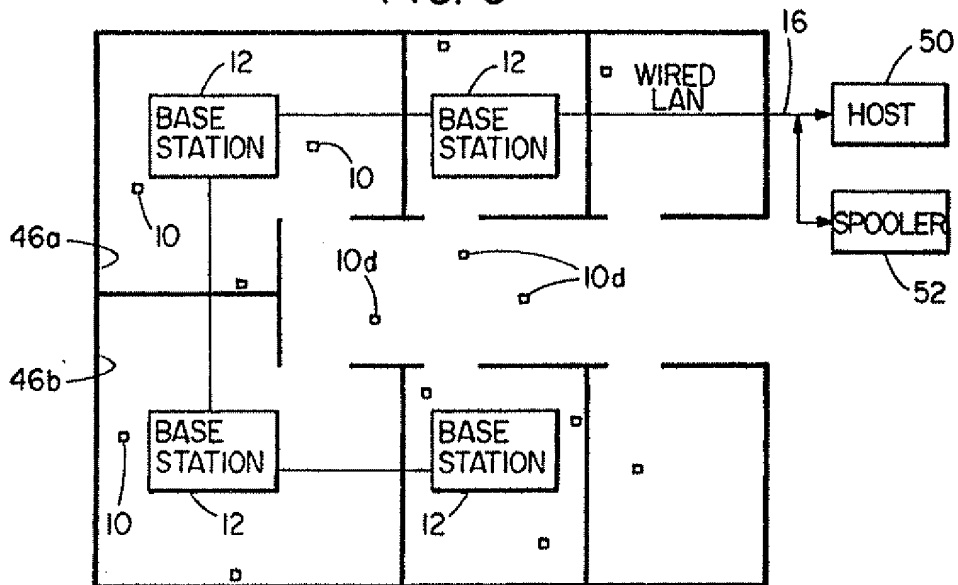 16
50
12
12
WIRED
LAN
BASE
STATION
BASE
STATION
HOST
10
10
SPOOLER
46a
10d
10d
52
46b
BASE
STATION
BASE
STATION
10
12
12